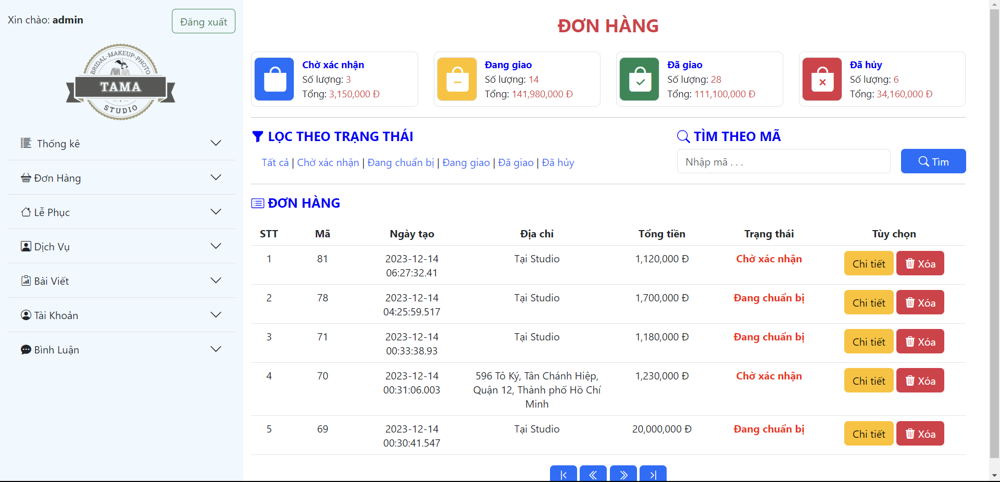 Xin chào: admin
Đăng xuất
BRIDAL-MAKEUP-PHOTO
TAMA
STUDIO
Thống kê
Đơn Hàng
Lễ Phục
Dịch Vụ
Bài Viết
Tài Khoản
Bình Luận
ĐƠN HÀNG
Chờ xác nhận
Số lượng: 3
Tổng: 3,150,000 Đ
Đang giao
Số lượng: 14
Tổng: 141,980,000 Đ
Đã giao
Số lượng: 28
Tổng: 111,100,000 Đ
Đã hủy
Số lượng: 6
Tổng: 34,160,000 Đ
LỌC THEO TRẠNG THÁI
Tất cả | Chờ xác nhận | Đang chuẩn bị | Đang giao | Đã giao | Đã hủy
TÌM THEO MÃ
Nhập mã . . .
Tìm
ĐƠN HÀNG
STT Mã Ngày tạo Địa chỉ Tổng tiền Trạng thái Tùy chọn
1 81 2023-12-14 Tại Studio 1,120,000 Đ Chờ xác nhận Chi tiết Xóa
06:27:32.41
2 78 2023-12-14 Tại Studio 1,700,000 Đ Đang chuẩn bị Chi tiết Xóa
04:25:59.517
3 71 2023-12-14 Tại Studio 1,180,000 Đ Đang chuẩn bị Chi tiết Xóa
00:33:38.93
4 70 2023-12-14 596 Tô Ký, Tân Chánh Hiệp, 1,230,000 Đ Chờ xác nhận Chi tiết Xóa
00:31:06.003 Quận 12, Thành phố Hồ Chí
Minh
5 69 2023-12-14 Tại Studio 20,000,000 Đ Đang chuẩn bị Chi tiết Xóa
00:30:41.547